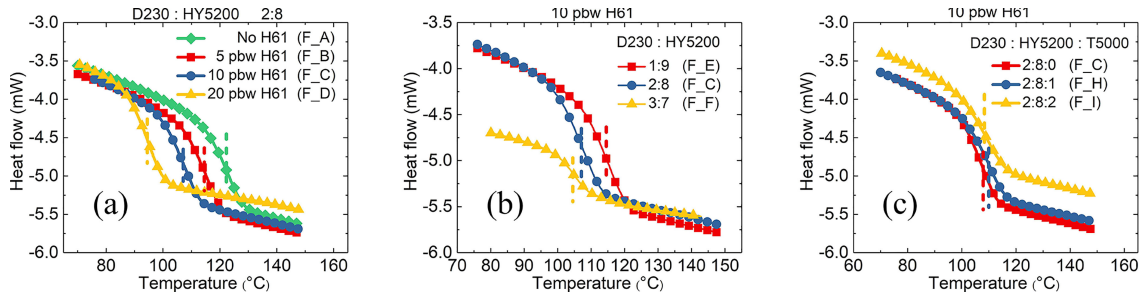 D230 : HY5200 2:8
No H61 (F_A)
5 pbw H61 (F_B)
10 pbw H61 (F_C)
20 pbw H61 (F_D)
-3.5
-4.0
-4.5
-5.0
-5.5
-6.0
Heat flow (mW)
(a)
80 100 120 140 160
Temperature (°C)
10 pbw H61
D230 : HY5200
1:9 (F_E)
2:8 (F_C)
3:7 (F_F)
-3.5
-4.0
-4.5
-5.0
-5.5
-6.0
Heat flow (mW)
(b)
70 80 90 100 110 120 130 140 150
Temperature (°C)
10 pbw H61
D230 : HY5200 : T5000
2:8:0 (F_C)
2:8:1 (F_H)
2:8:2 (F_I)
-3.0
-3.5
-4.0
-4.5
-5.0
-5.5
-6.0
Heat flow (mW)
(c)
60 80 100 120 140 160
Temperature (°C)